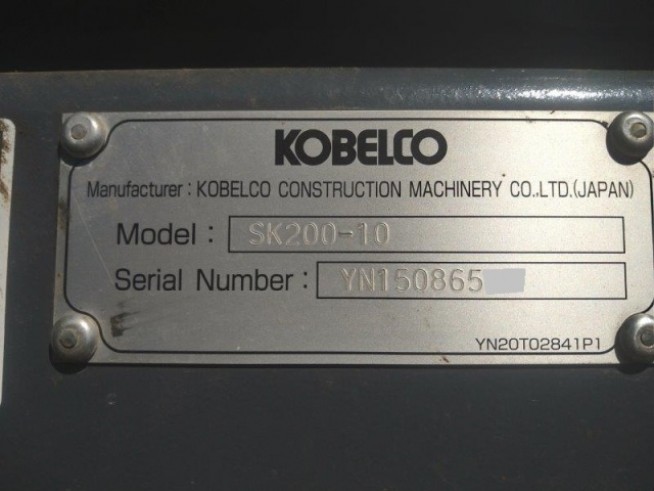 KOBELCO
Manufacturer : KOBELCO CONSTRUCTION MACHINERY CO.LTD.(JAPAN)
Model : SK200-10
Serial Number : YN150865
YN20T02841P1